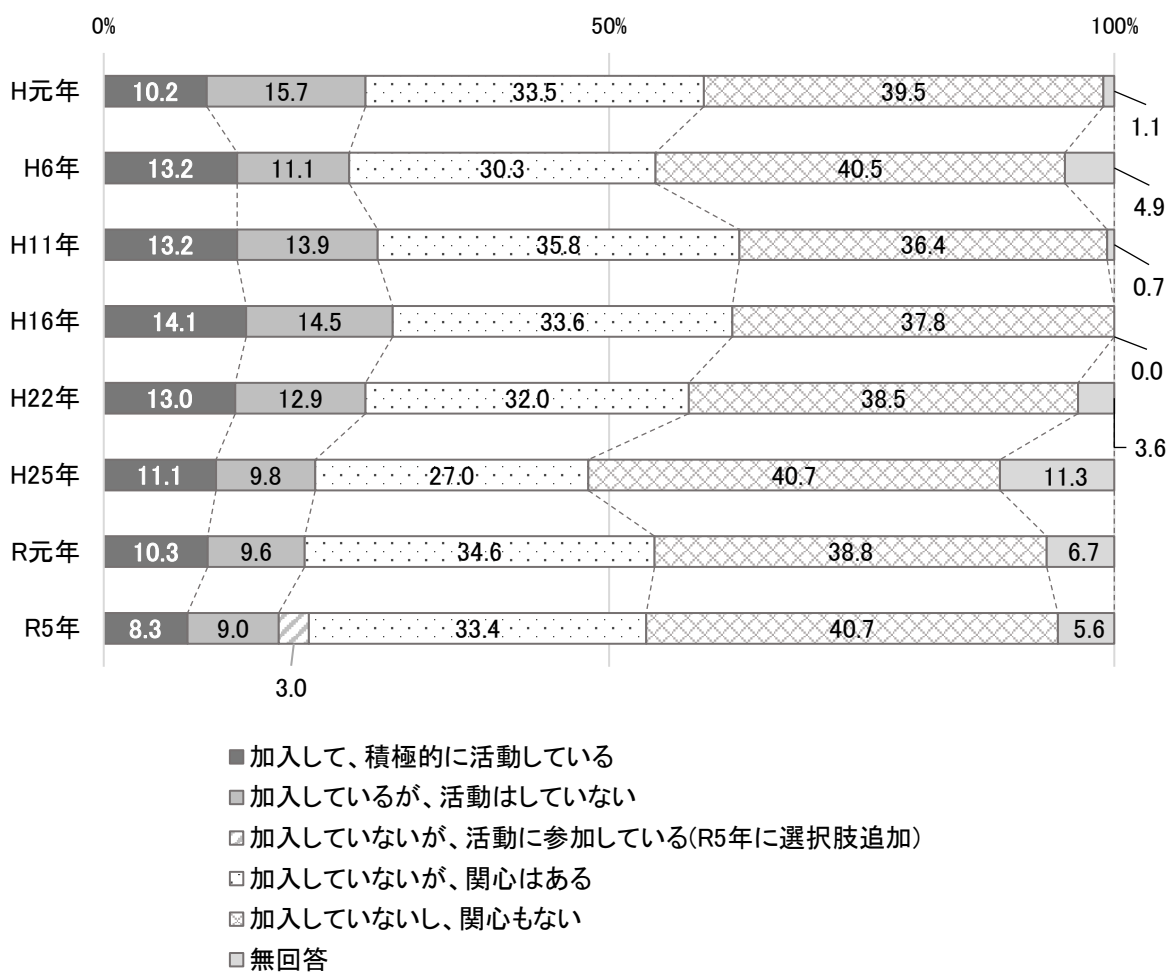 0% 50% 100%
H元年 10.2 15.7 33.5 39.5 1.1
H6年 13.2 11.1 30.3 40.5 4.9
H11年 13.2 13.9 35.8 36.4 0.7
H16年 14.1 14.5 33.6 37.8 0.0
H22年 13.0 12.9 32.0 38.5 3.6
H25年 11.1 9.8 27.0 40.7 11.3
R元年 10.3 9.6 34.6 38.8 6.7
R5年 8.3 9.0 33.4 40.7 5.6
3.0
加入して、積極的に活動している
加入しているが、活動はしていない
加入していないが、活動に参加している(R5年に選択肢追加)
加入していないが、関心はある
加入していないし、関心もない
無回答